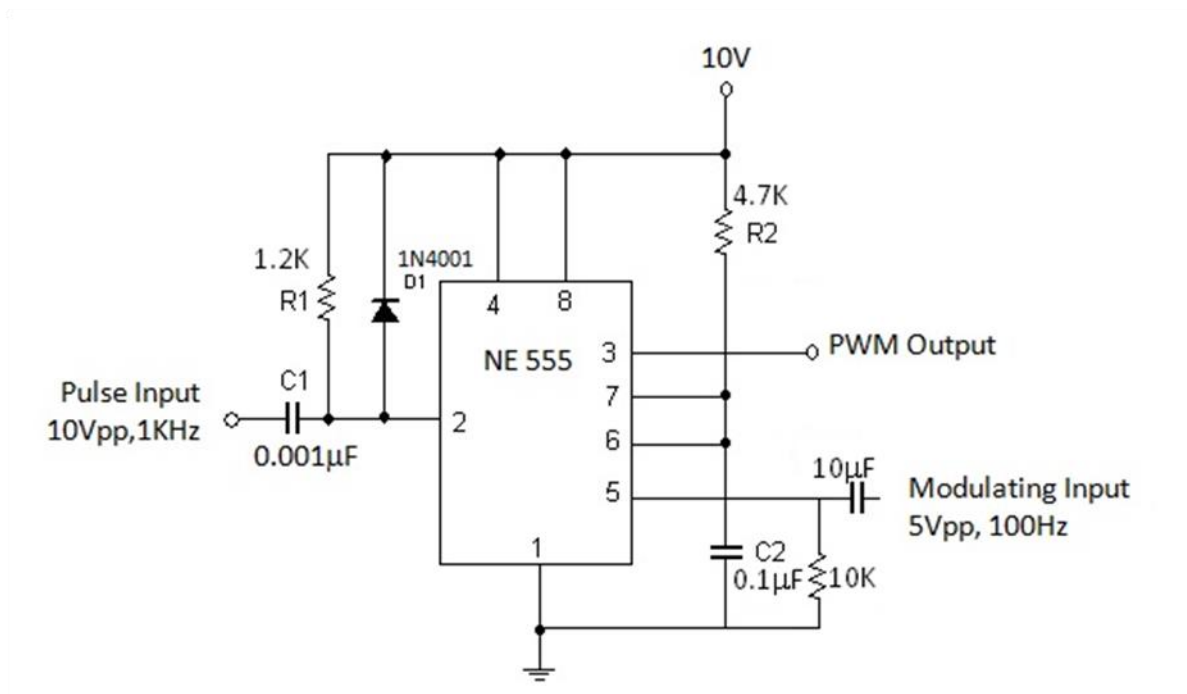 10V
4.7K
R2
1.2K
R1
1N4001
D1
4
8
NE 555
3
PWM Output
7
C1
Pulse Input
10Vpp,1KHz
2
6
0.001µF
5
10µF
Modulating Input
5Vpp, 100Hz
1
C2
0.1µF
10K